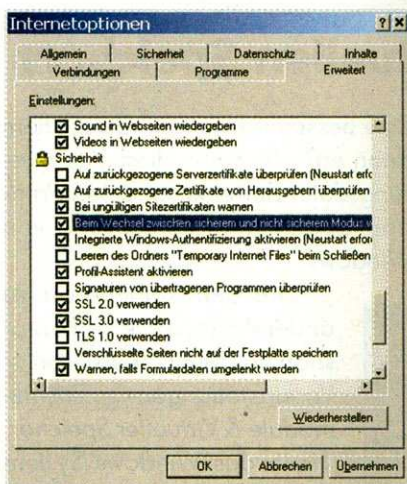 Internetoptionen
Allgemein Sicherheit Datenschutz Inhalte
Verbindungen Programme Erweitert
Einstellungen:
Sound in Webseiten wiedergeben
Videos in Webseiten wiedergeben
Sicherheit
Auf zurückgezogene Serverzertifikate überprüfen (Neustart erfo
Auf zurückgezogene Zertifikate von Herausgebern überprüfen
Bei ungültigen Sitezertifikaten warnen
Beim Wechsel zwischen sicherem und nicht sicherem Modus w
Integrierte Windows-Authentifizierung aktivieren (Neustart erfor
Leeren des Ordners "Temporary Internet Files" beim Schließen
Profil-Assistent aktivieren
Signaturen von übertragenen Programmen überprüfen
SSL 2.0 verwenden
SSL 3.0 verwenden
TLS 1.0 verwenden
Verschlüsselte Seiten nicht auf der Festplatte speichern
Warnen, falls Formulardaten umgelenkt werden
Wiederherstellen
OK Abbrechen Übernehmen